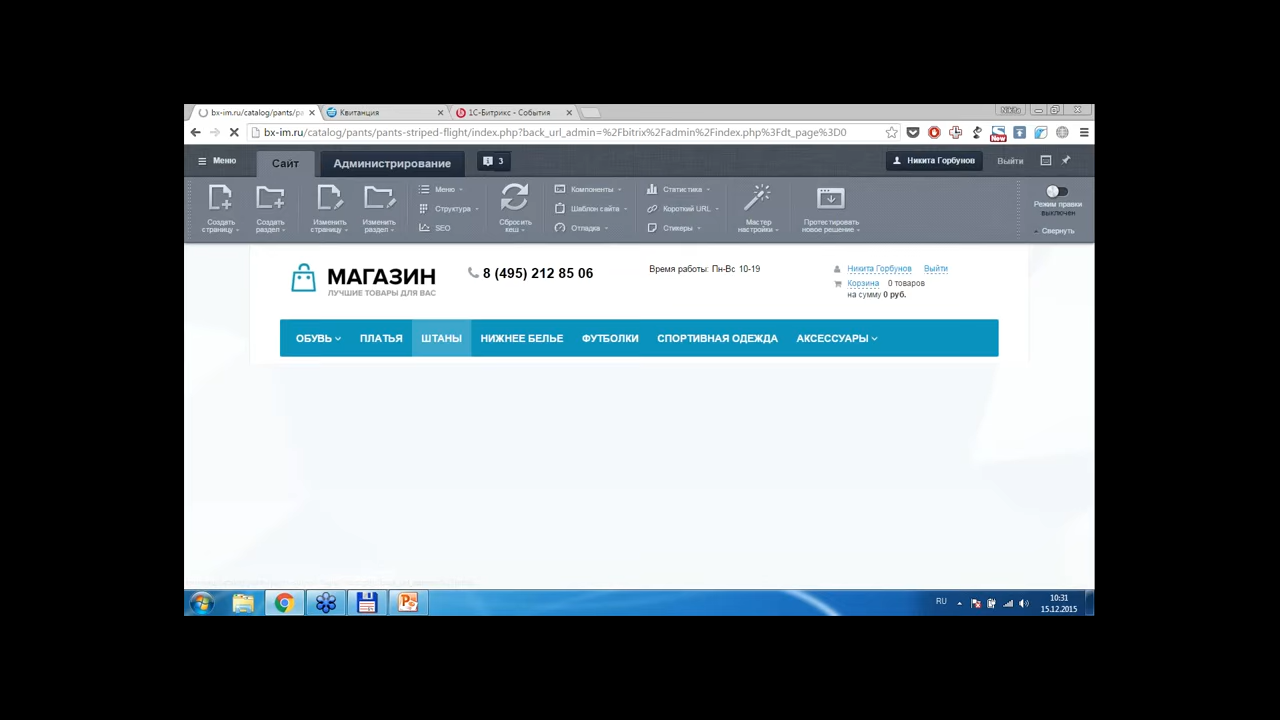 bx-im.ru/catalog/pants/pa
Квитанция
1С-Битрикс - События
Nikita
bx-im.ru/catalog/pants/pants-striped-flight/index.php?back_url_admin=%2Fbitrix%2Fadmin%2Findex.php%3Fdt_page%3D0
New
Меню
Сайт
Администрирование
3
Никита Горбунов
Выйти
Создать страницу
Создать раздел
Изменить страницу
Изменить раздел
Меню
Структура
SEO
Сбросить кеш
Компоненты
Шаблон сайта
Отладка
Статистика
Короткий URL
Стикеры
Мастер настройки
Протестировать новое решение
Режим правки
выключен
Свернуть
МАГАЗИН
ЛУЧШИЕ ТОВАРЫ ДЛЯ ВАС
8 (495) 212 85 06
Время работы: Пн-Вс 10-19
Никита Горбунов Выйти
Корзина 0 товаров
на сумму 0 руб.
ОБУВЬ ПЛАТЬЯ ШТАНЫ НИЖНЕЕ БЕЛЬЕ ФУТБОЛКИ СПОРТИВНАЯ ОДЕЖДА АКСЕССУАРЫ
RU
10:31
15.12.2015